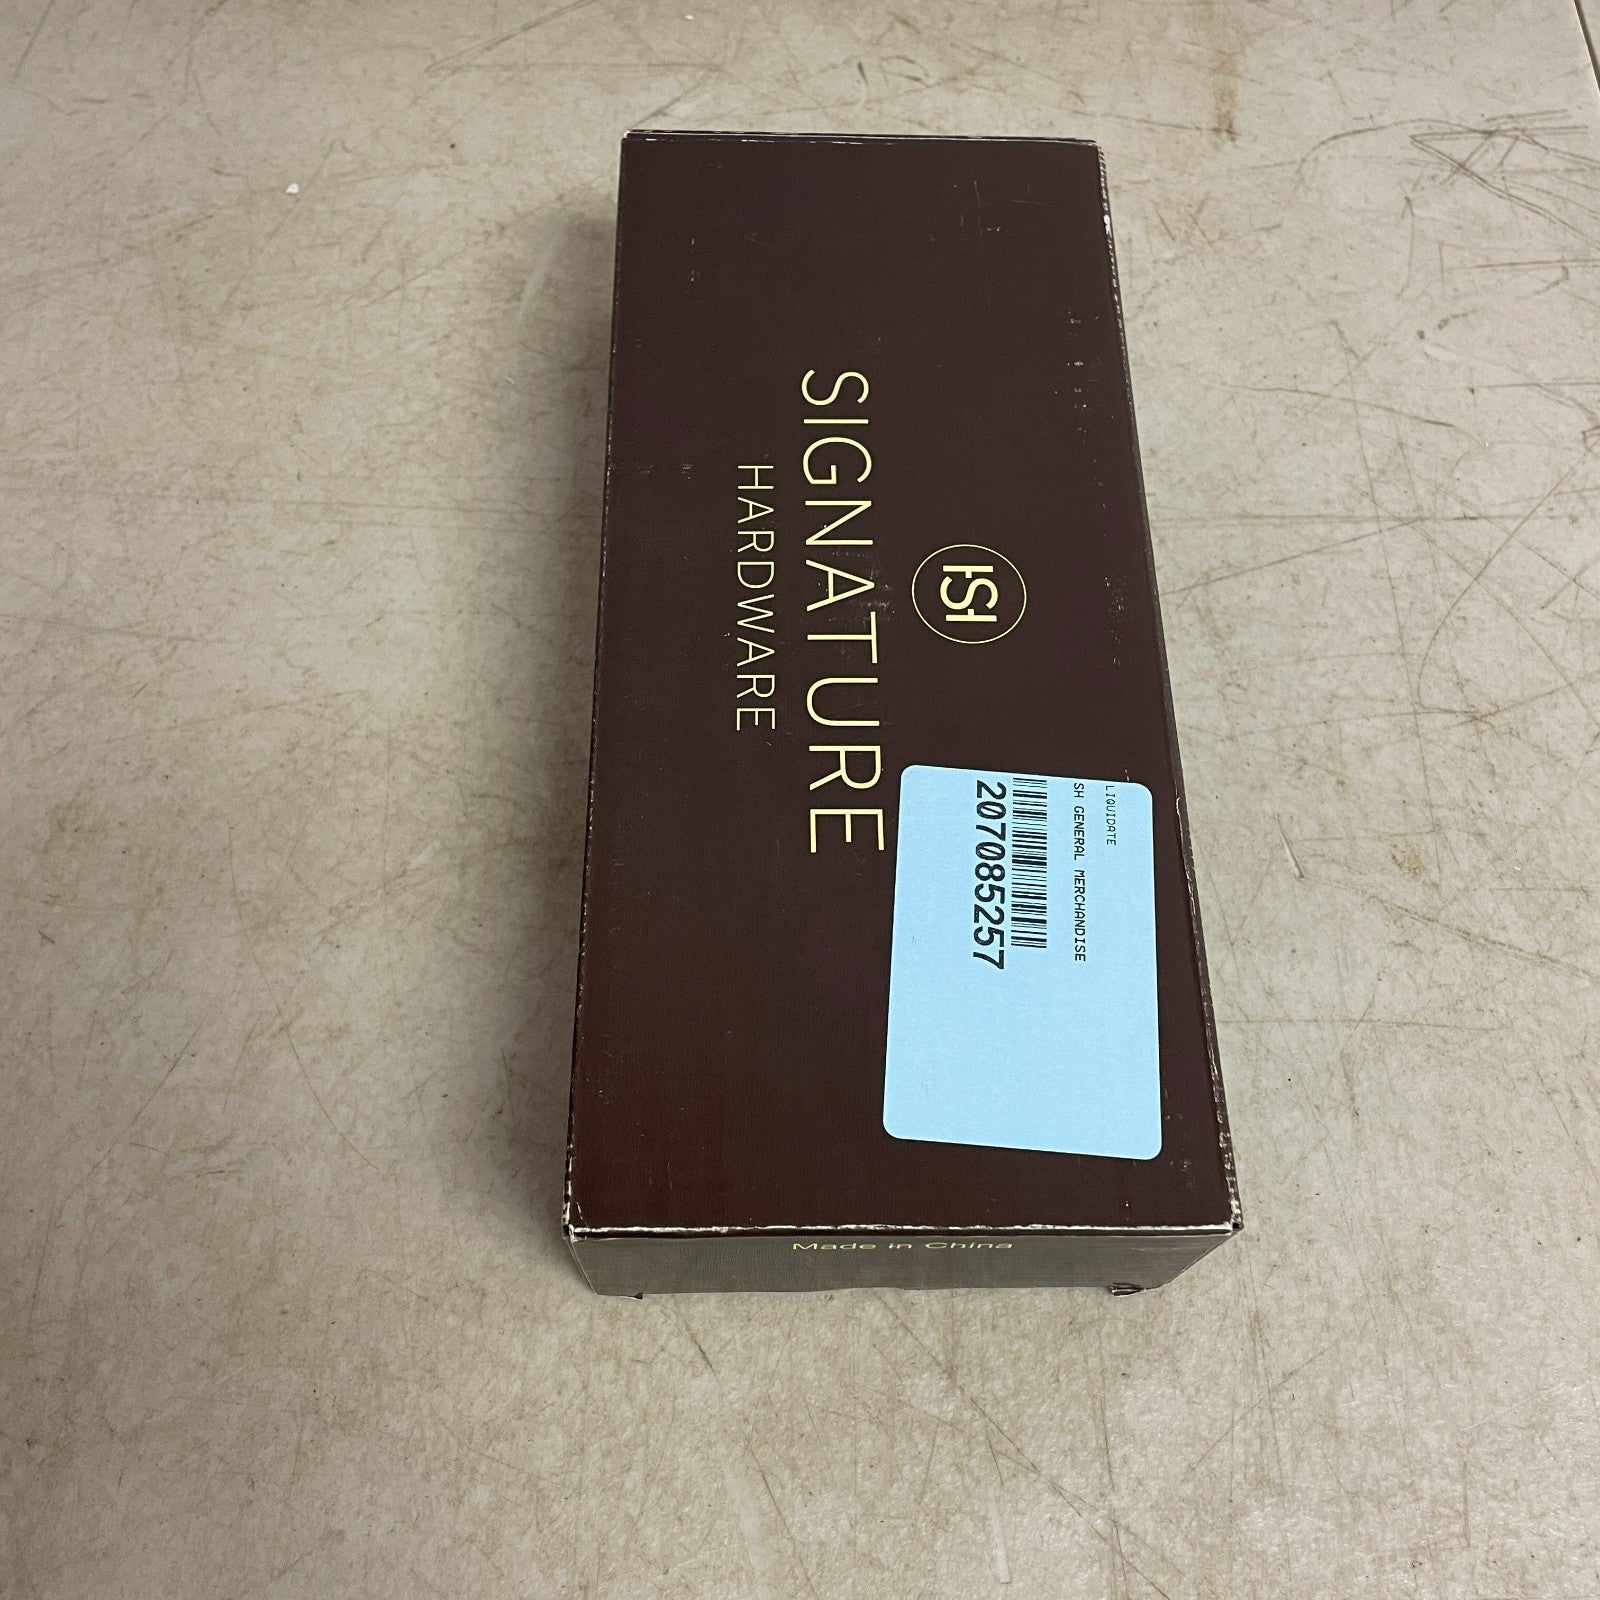 SH
SIGNATURE
HARDWARE
LIQUIDATE
SH GENERAL MERCHANDISE
207085257
Made in China